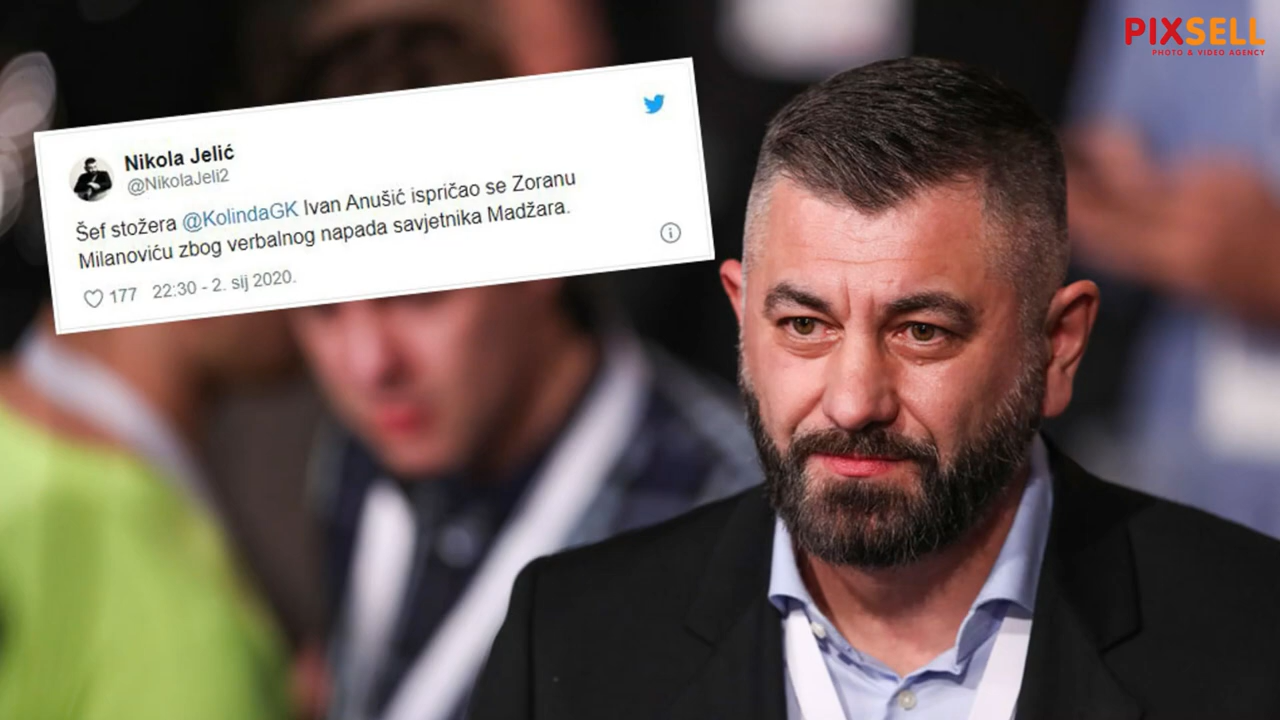 PIXSELL
PHOTO & VIDEO AGENCY
Nikola Jelić
@NikolaJeli2
Šef stožera @KolindaGK Ivan Anušić ispričao se Zoranu
Milanoviću zbog verbalnog napada savjetnika Madžara.
177 22:30 - 2. sij 2020.